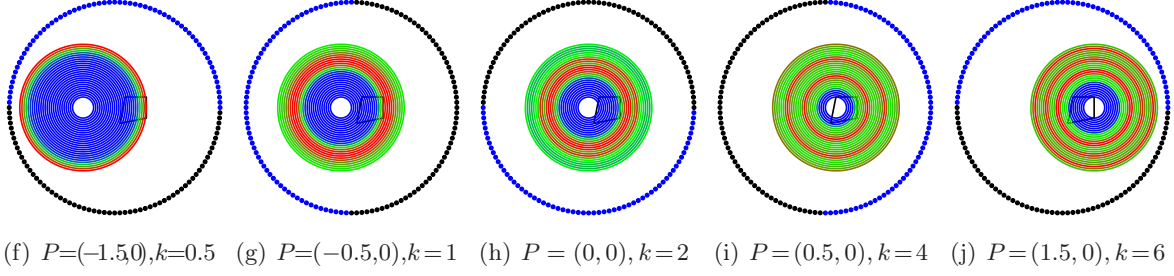 (f) P=(−1.5,0),k=0.5 (g) P=(−0.5,0),k=1 (h) P = (0,0), k = 2 (i) P = (0.5,0), k = 4 (j) P = (1.5,0), k = 6